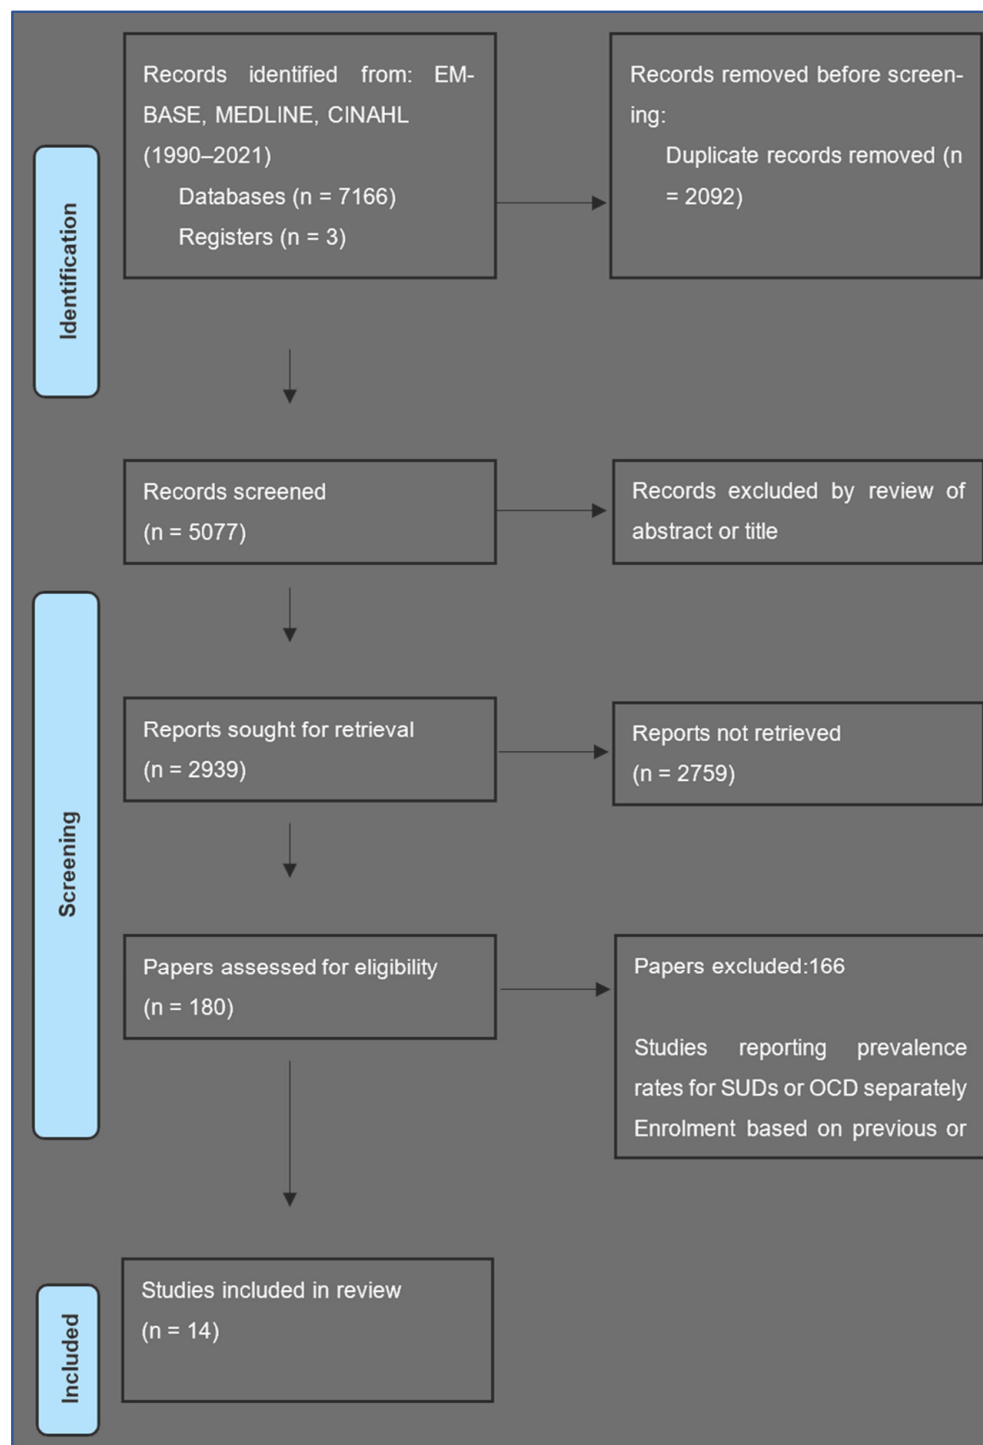 Records identified from: EM-
BASE, MEDLINE, CINAHL
(1990–2021)
Databases (n = 7166)
Registers (n = 3)
Records removed before screen-
ing:
Duplicate records removed (n
= 2092)
Identification
Records screened
(n = 5077)
Records excluded by review of
abstract or title
Screening
Reports sought for retrieval
(n = 2939)
Reports not retrieved
(n = 2759)
Papers assessed for eligibility
(n = 180)
Papers excluded:166
Studies reporting prevalence
rates for SUDs or OCD separately
Enrolment based on previous or
Included
Studies included in review
(n = 14)